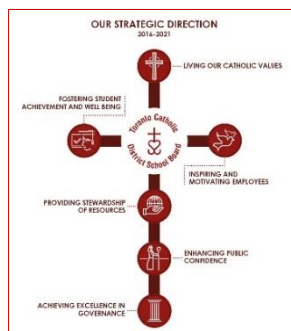 OUR STRATEGIC DIRECTION
2016-2021
LIVING OUR CATHOLIC VALUES
FOSTERING STUDENT
ACHIEVEMENT AND WELL BEING
Toronto Catholic
District School Board
INSPIRING AND
MOTIVATING EMPLOYEES
PROVIDING STEWARDSHIP
OF RESOURCES
ENHANCING PUBLIC
CONFIDENCE
ACHIEVING EXCELLENCE IN
GOVERNANCE